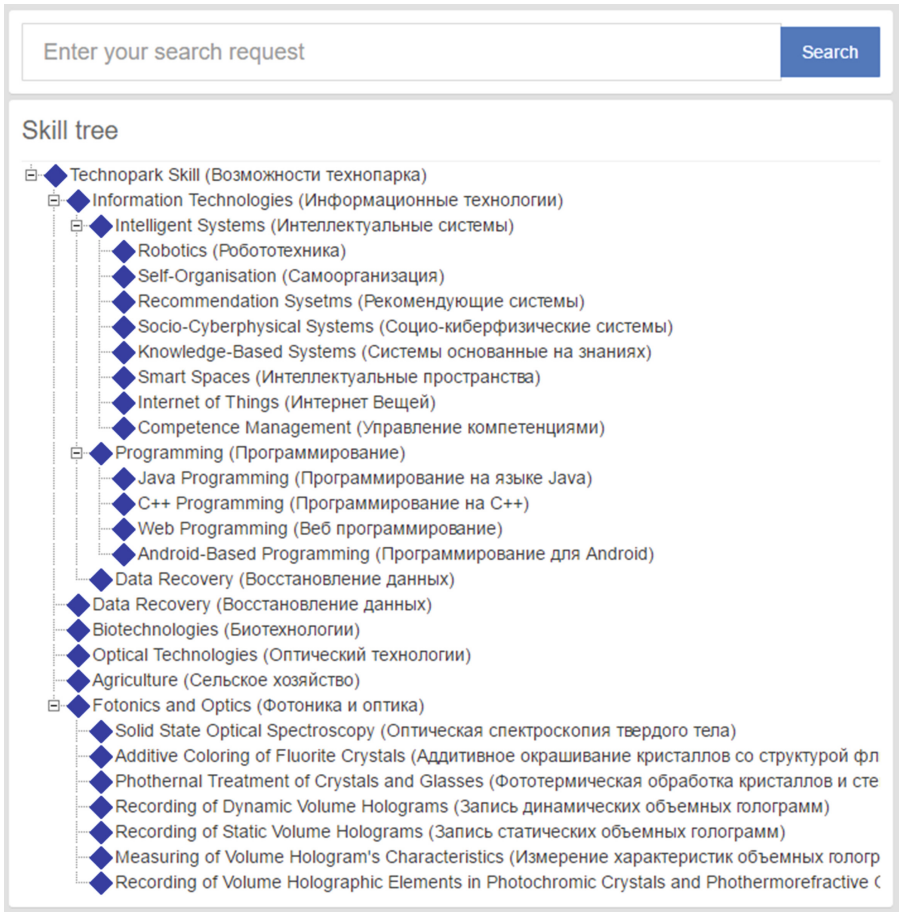 Enter your search request
Search
Skill tree
Technopark Skill (Возможности технопарка)
Information Technologies (Информационные технологии)
Intelligent Systems (Интеллектуальные системы)
Robotics (Робототехника)
Self-Organisation (Самоорганизация)
Recommendation Sysetms (Рекомендующие системы)
Socio-Cyberphysical Systems (Социо-киберфизические системы)
Knowledge-Based Systems (Системы основанные на знаниях)
Smart Spaces (Интеллектуальные пространства)
Internet of Things (Интернет Вещей)
Competence Management (Управление компетенциями)
Programming (Программирование)
Java Programming (Программирование на языке Java)
C++ Programming (Программирование на C++)
Web Programming (Веб программирование)
Android-Based Programming (Программирование для Android)
Data Recovery (Восстановление данных)
Data Recovery (Восстановление данных)
Biotechnologies (Биотехнологии)
Optical Technologies (Оптический технологии)
Agriculture (Сельское хозяйство)
Fotonics and Optics (Фотоника и оптика)
Solid State Optical Spectroscopy (Оптическая спектроскопия твердого тела)
Additive Coloring of Fluorite Crystals (Аддитивное окрашивание кристаллов со структурой фл
Phothernal Treatment of Crystals and Glasses (Фототермическая обработка кристаллов и сте
Recording of Dynamic Volume Holograms (Запись динамических объемных голограмм)
Recording of Static Volume Holograms (Запись статических объемных голограмм)
Measuring of Volume Hologram's Characteristics (Измерение характеристик объемных гологр
Recording of Volume Holographic Elements in Photochromic Crystals and Phothermorefractive